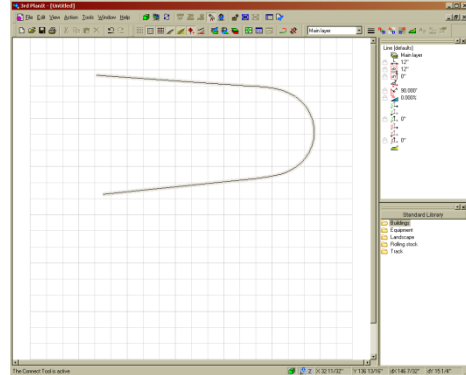 3rd PlanIt - [Untitled]
File Edit View Action Tools Window Help
Main layer
Line (defaults)
Main layer
12"
12"
0"
90.000°
0.000%
0"
0"
Standard Library
Buildings
Equipment
Landscape
Rolling stock
Track
The Connect Tool is active